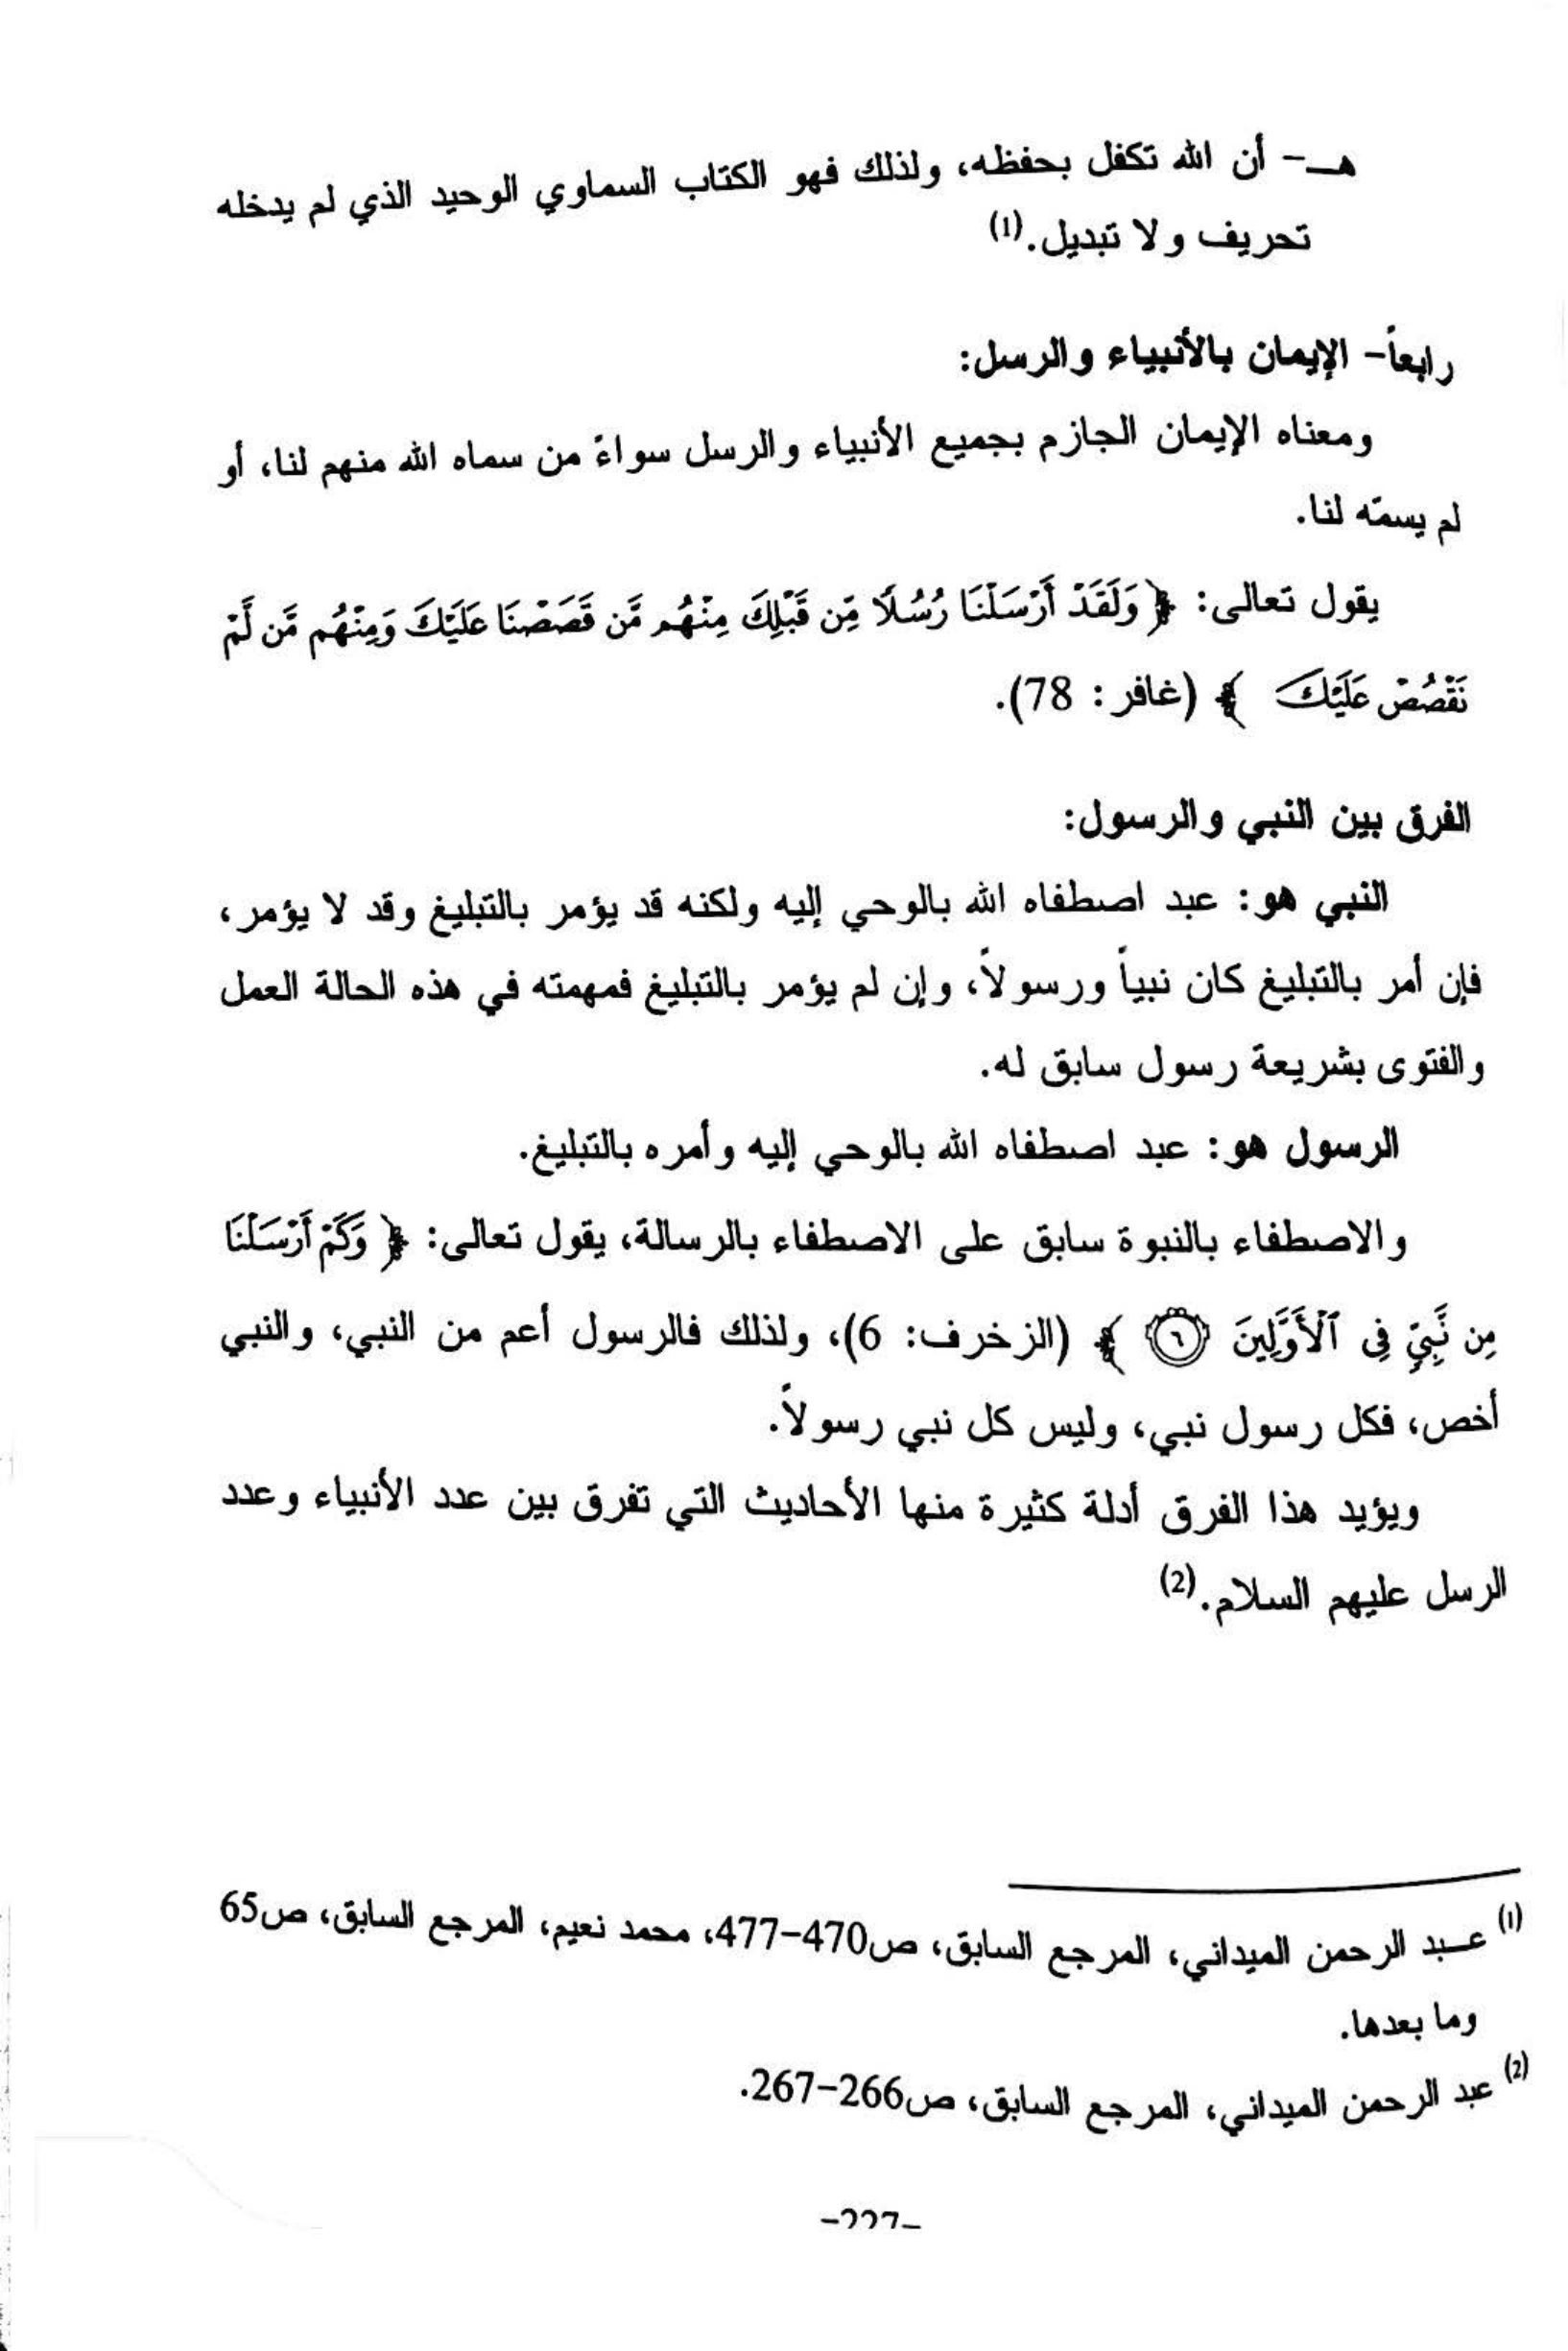 هـ- أن الله تكفل بحفظه، ولذلك فهو الكتاب السماوي الوحيد الذي لم يدخله
تحريف ولا تبديل.(1)
رابعاً- الإيمان بالأنبياء والرسل:
ومعناه الإيمان الجازم بجميع الأنبياء والرسل سواءً من سماه الله منهم لنا، أو
لم يسمّه لنا.
يقول تعالى: ﴿ وَلَقَدْ أَرْسَلْنَا رُسُلًا مِّن قَبْلِكَ مِنْهُم مَّن قَصَصْنَا عَلَيْكَ وَمِنْهُم مَّن لَّمْ
نَقْصُصْ عَلَيْكَ ﴾ (غافر: 78).
الفرق بين النبي والرسول:
النبي هو: عبد اصطفاه الله بالوحي إليه ولكنه قد يؤمر بالتبليغ وقد لا يؤمر،
فإن أمر بالتبليغ كان نبياً ورسولاً، وإن لم يؤمر بالتبليغ فمهمته في هذه الحالة العمل
والفتوى بشريعة رسول سابق له.
الرسول هو: عبد اصطفاه الله بالوحي إليه وأمره بالتبليغ.
والاصطفاء بالنبوة سابق على الاصطفاء بالرسالة، يقول تعالى: ﴿ وَكَمْ أَرْسَلْنَا
مِن نَّبِيٍّ فِى ٱلْأَوَّلِينَ ٦ ﴾ (الزخرف: 6)، ولذلك فالرسول أعم من النبي، والنبي
أخص، فكل رسول نبي، وليس كل نبي رسولاً.
ويؤيد هذا الفرق أدلة كثيرة منها الأحاديث التي تفرق بين عدد الأنبياء وعدد
الرسل عليهم السلام.(2)
(1) عـبد الرحمن الميداني، المرجع السابق، ص470-477، محمد نعيم، المرجع السابق، ص65
وما بعدها.
(2) عبد الرحمن الميداني، المرجع السابق، ص266-267.
-227-